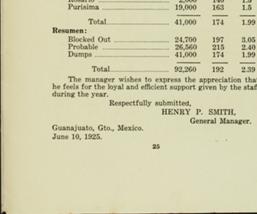 Purisima 19,000 163 1.5
Total 41,000 174 1.99
Resumen:
Blocked Out 24,700 197 3.05
Probable 26,560 215 2.40
Dumps 41,000 174 1.99
Total 92,260 192 2.39
The manager wishes to express the appreciation that
he feels for the loyal and efficient support given by the staff
during the year.
Respectfully submitted,
HENRY P. SMITH,
General Manager.
Guanajuato, Gto., Mexico.
June 10, 1925.
25